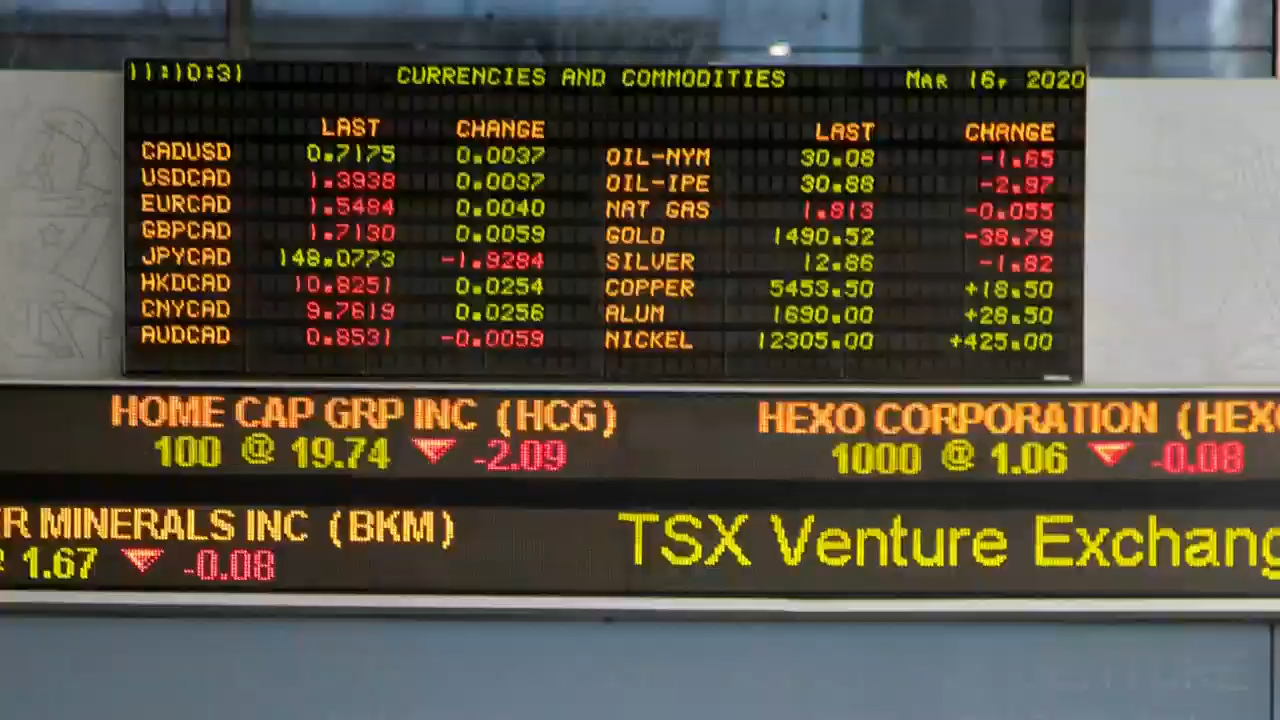 11:10:31 CURRENCIES AND COMMODITIES MAR 16, 2020
LAST CHANGE LAST CHANGE
CADUSD 0.7175 0.0037 OIL-NYM 30.08 -1.65
USDCAD 1.3938 0.0037 OIL-IPE 30.88 -2.97
EURCAD 1.5484 0.0040 NAT GAS 1.813 -0.055
GBPCAD 1.7130 0.0059 GOLD 1490.52 -38.79
JPYCAD 148.0773 -1.9284 SILVER 12.86 -1.82
HKDCAD 10.8251 0.0254 COPPER 5453.50 +18.50
CNYCAD 9.7619 0.0256 ALUM 1690.00 +28.50
AUDCAD 0.8531 -0.0059 NICKEL 12305.00 +425.00
HOME CAP GRP INC (HCG) HEXO CORPORATION (HEXO
100 @ 19.74 ▼ -2.09 1000 @ 1.06 ▼ -0.08
ER MINERALS INC (BKM) TSX Venture Exchang
@ 1.67 ▼ -0.08